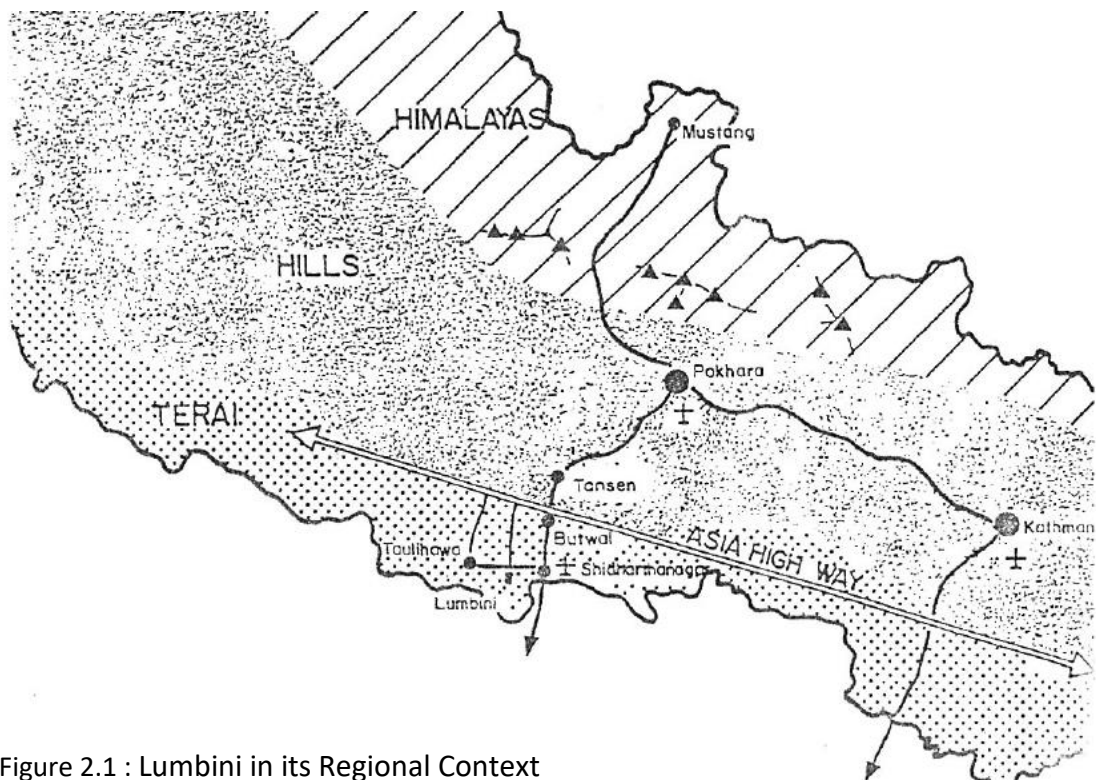 HIMALAYAS
Mustang
HILLS
Pokhara
TERAI
Tansen
Kathman
Butwal
ASIA HIGH WAY
Taulihawa
Shidharthanagar
Lumbini
Figure 2.1 : Lumbini in its Regional Context